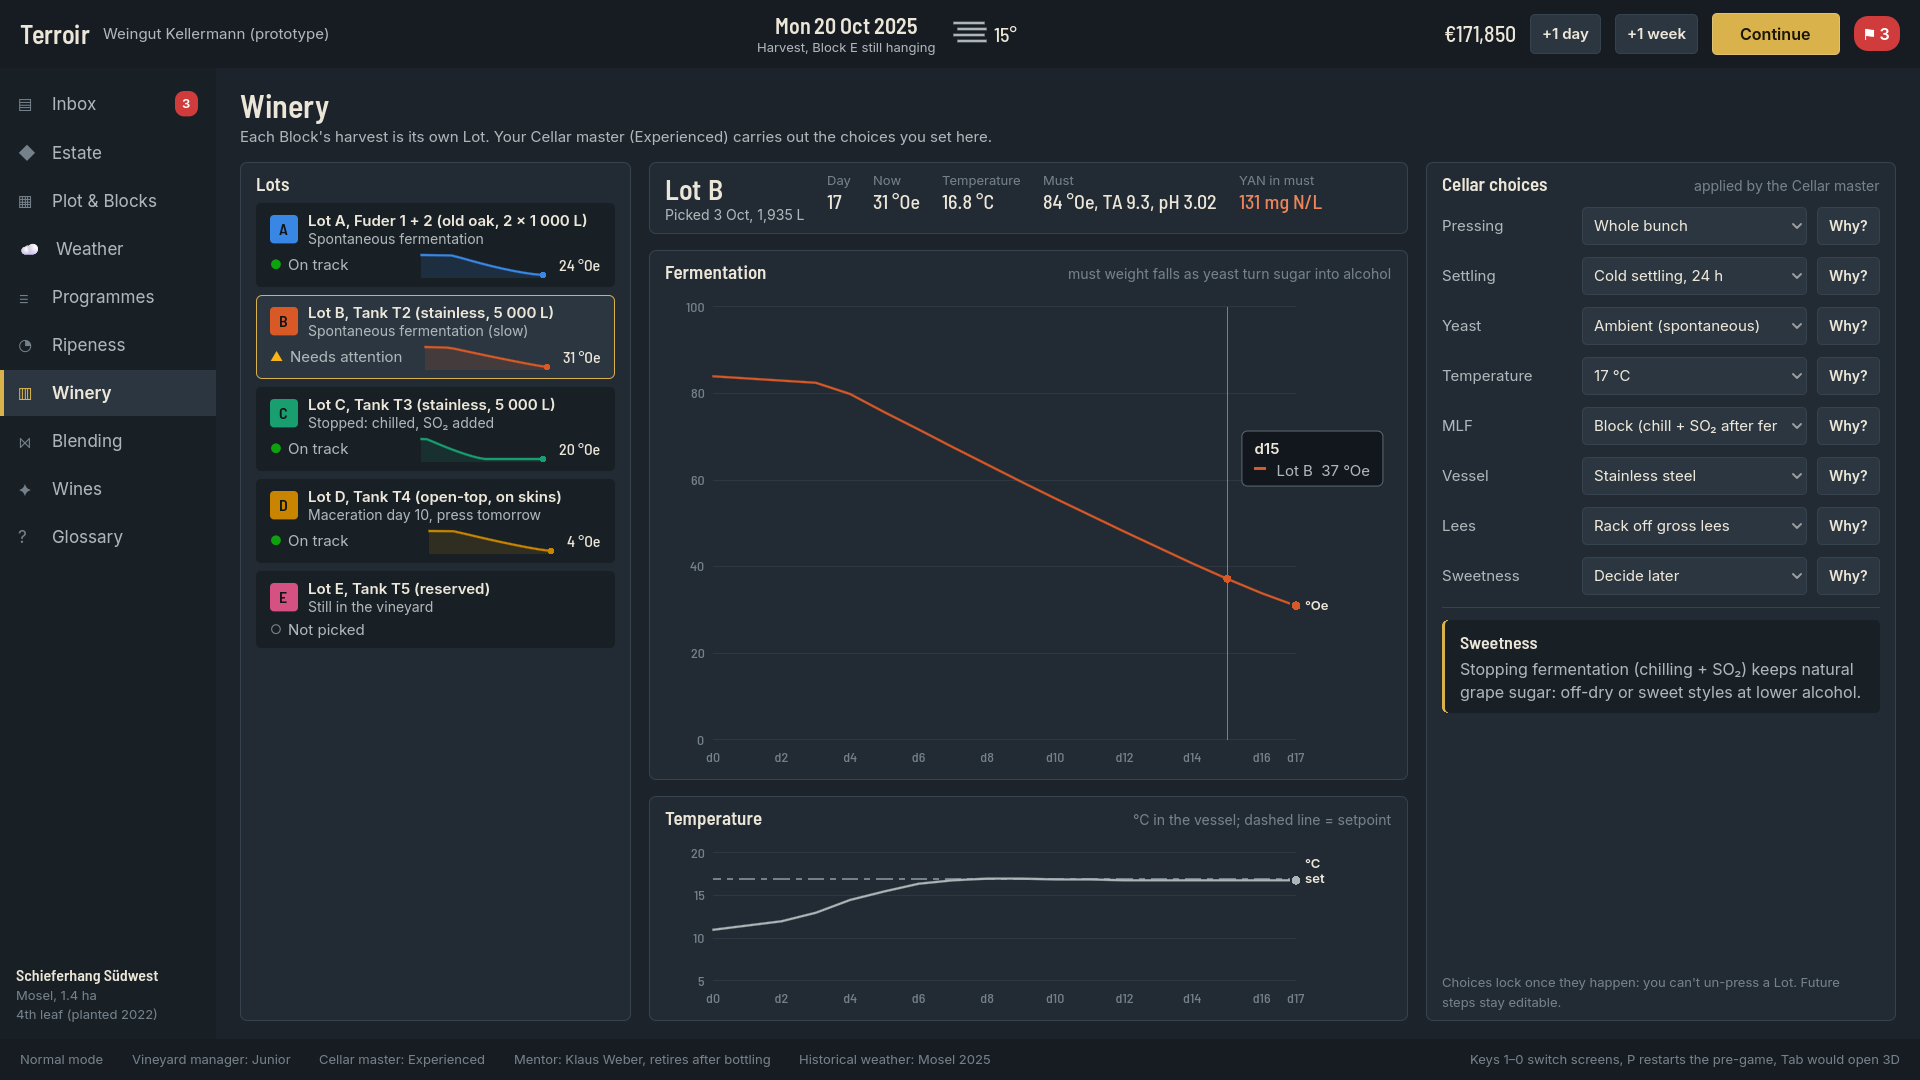 Terroir
Weingut Kellermann (prototype)
Mon 20 Oct 2025
Harvest, Block E still hanging
15°
€171,850
+1 day
+1 week
Continue
3
Inbox
3
Estate
Plot & Blocks
Weather
Programmes
Ripeness
Winery
Blending
Wines
? Glossary
Schieferhang Südwest
Mosel, 1.4 ha
4th leaf (planted 2022)
Winery
Each Block's harvest is its own Lot. Your Cellar master (Experienced) carries out the choices you set here.
Lots
A
Lot A, Fuder 1 + 2 (old oak, 2 × 1 000 L)
Spontaneous fermentation
On track
24 °Oe
B
Lot B, Tank T2 (stainless, 5 000 L)
Spontaneous fermentation (slow)
Needs attention
31 °Oe
C
Lot C, Tank T3 (stainless, 5 000 L)
Stopped: chilled, SO₂ added
On track
20 °Oe
D
Lot D, Tank T4 (open-top, on skins)
Maceration day 10, press tomorrow
On track
4 °Oe
E
Lot E, Tank T5 (reserved)
Still in the vineyard
Not picked
Lot B
Picked 3 Oct, 1,935 L
Day
17
Now
31 °Oe
Temperature
16.8 °C
Must
84 °Oe, TA 9.3, pH 3.02
YAN in must
131 mg N/L
Fermentation
must weight falls as yeast turn sugar into alcohol
100
80
60
40
20
0
d0 d2 d4 d6 d8 d10 d12 d14 d16 d17
d15
Lot B 37 °Oe
°Oe
Temperature
°C in the vessel; dashed line = setpoint
20
15
10
5
d0 d2 d4 d6 d8 d10 d12 d14 d16 d17
°C
set
Cellar choices
applied by the Cellar master
Pressing Whole bunch Why?
Settling Cold settling, 24 h Why?
Yeast Ambient (spontaneous) Why?
Temperature 17 °C Why?
MLF Block (chill + SO₂ after fer Why?
Vessel Stainless steel Why?
Lees Rack off gross lees Why?
Sweetness Decide later Why?
Sweetness
Stopping fermentation (chilling + SO₂) keeps natural
grape sugar: off-dry or sweet styles at lower alcohol.
Choices lock once they happen: you can't un-press a Lot. Future
steps stay editable.
Normal mode
Vineyard manager: Junior
Cellar master: Experienced
Mentor: Klaus Weber, retires after bottling
Historical weather: Mosel 2025
Keys 1–0 switch screens, P restarts the pre-game, Tab would open 3D